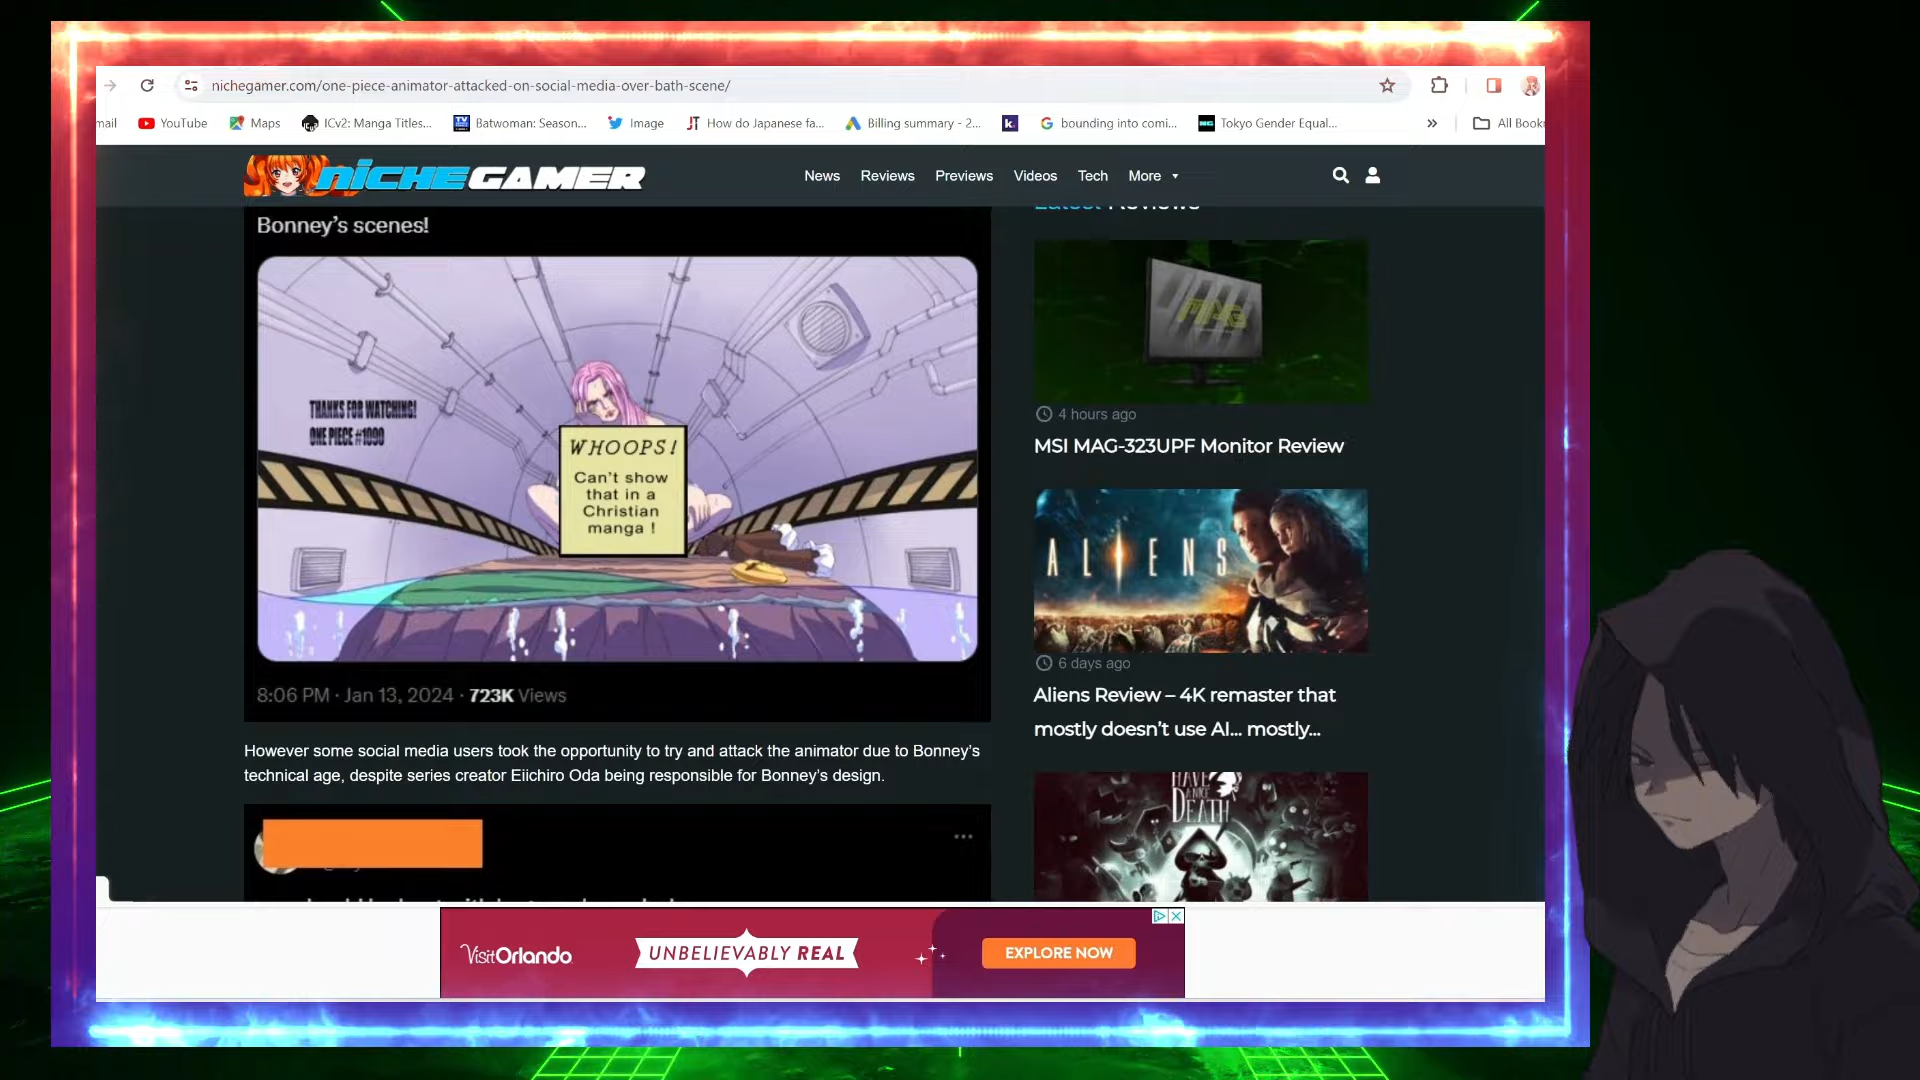 nichegamer.com/one-piece-animator-attacked-on-social-media-over-bath-scene/
mail
YouTube
Maps
ICv2: Manga Titles...
Batwoman: Season...
Image
How do Japanese fa...
Billing summary - 2...
bounding into comi...
Tokyo Gender Equal...
»
All Book
NICHEGAMER
News
Reviews
Previews
Videos
Tech
More
Bonney's scenes!
THANKS FOR WATCHING!
ONE PIECE #1090
WHOOPS!
Can't show
that in a
Christian
manga !
8:06 PM · Jan 13, 2024 · 723K Views
However some social media users took the opportunity to try and attack the animator due to Bonney's
technical age, despite series creator Eiichiro Oda being responsible for Bonney's design.
Latest Reviews
MAG
4 hours ago
MSI MAG-323UPF Monitor Review
ALIENS
6 days ago
Aliens Review – 4K remaster that
mostly doesn't use AI... mostly...
HAVE
A NICE
DEATH
VisitOrlando
UNBELIEVABLY REAL
EXPLORE NOW